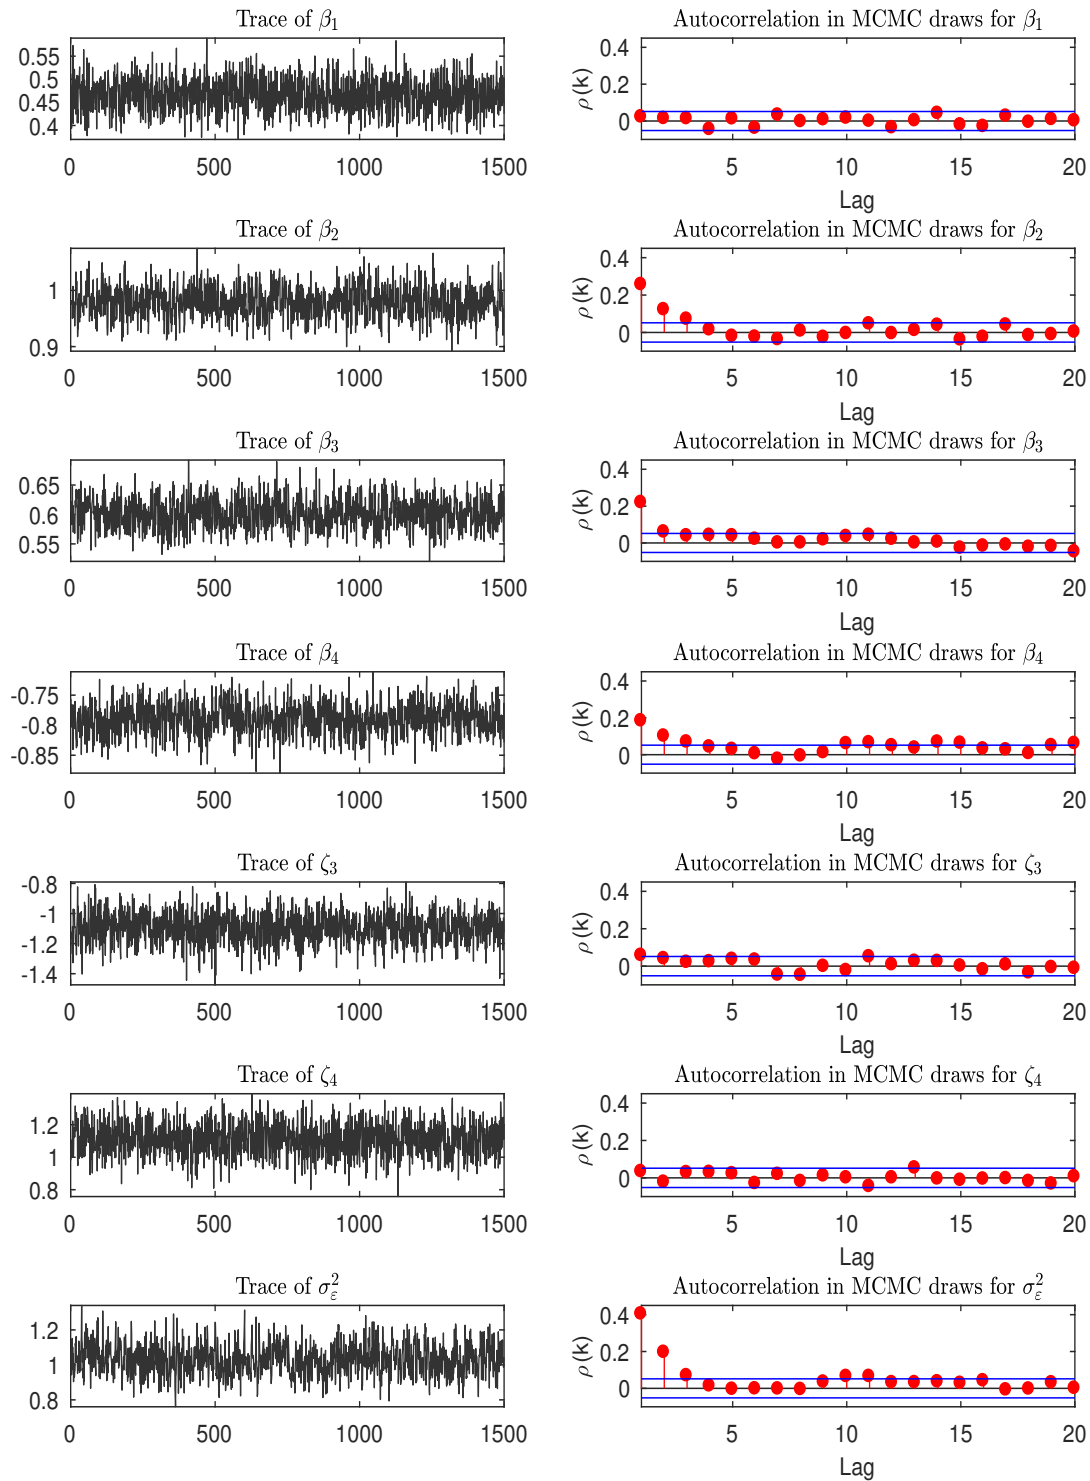 Trace of β₁
0.55
0.5
0.45
0.4
0 500 1000 1500
Autocorrelation in MCMC draws for β₁
ρ(k)
0.4
0.2
0
5 10 15 20
Lag
Trace of β₂
1
0.9
0 500 1000 1500
Autocorrelation in MCMC draws for β₂
ρ(k)
0.4
0.2
0
5 10 15 20
Lag
Trace of β₃
0.65
0.6
0.55
0 500 1000 1500
Autocorrelation in MCMC draws for β₃
ρ(k)
0.4
0.2
0
5 10 15 20
Lag
Trace of β₄
-0.75
-0.8
-0.85
0 500 1000 1500
Autocorrelation in MCMC draws for β₄
ρ(k)
0.4
0.2
0
5 10 15 20
Lag
Trace of ζ₃
-0.8
-1
-1.2
-1.4
0 500 1000 1500
Autocorrelation in MCMC draws for ζ₃
ρ(k)
0.4
0.2
0
5 10 15 20
Lag
Trace of ζ₄
1.2
1
0.8
0 500 1000 1500
Autocorrelation in MCMC draws for ζ₄
ρ(k)
0.4
0.2
0
5 10 15 20
Lag
Trace of σ²_ε
1.2
1
0.8
0 500 1000 1500
Autocorrelation in MCMC draws for σ²_ε
ρ(k)
0.4
0.2
0
5 10 15 20
Lag